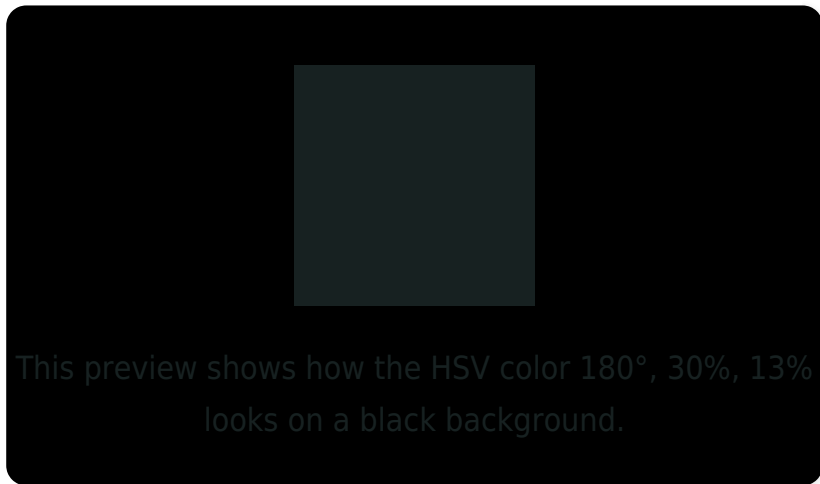 This preview shows how the HSV color 180°, 30%, 13%
looks on a black background.